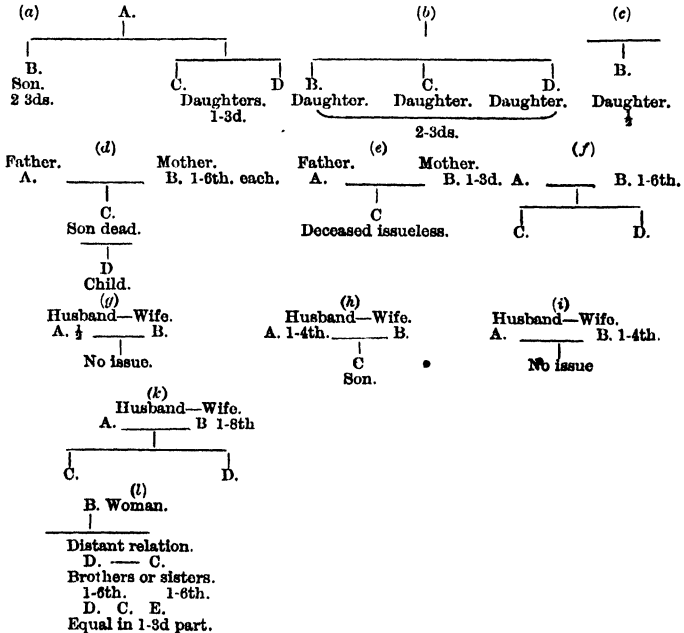 (a) A. (b) (c)
B. C. D B. C. D. B.
Son. Daughters. Daughter. Daughter. Daughter. Daughter.
2 3ds. 1-3d. 2-3ds. ½
(d) (e) (f)
Father. Mother. Father. Mother.
A. B. 1-6th. each. A. B. 1-3d. A. B. 1-6th.
C. C C. D.
Son dead. Deceased issueless.
D
Child.
(g) (h) (i)
Husband—Wife. Husband—Wife. Husband—Wife.
A. ½ B. A. 1-4th. B. A. B. 1-4th.
No issue. C No issue
Son.
(k)
Husband—Wife.
A. B 1-8th
C. D.
(l)
B. Woman.
Distant relation.
D. — C.
Brothers or sisters.
1-6th. 1-6th.
D. C. E.
Equal in 1-3d part.